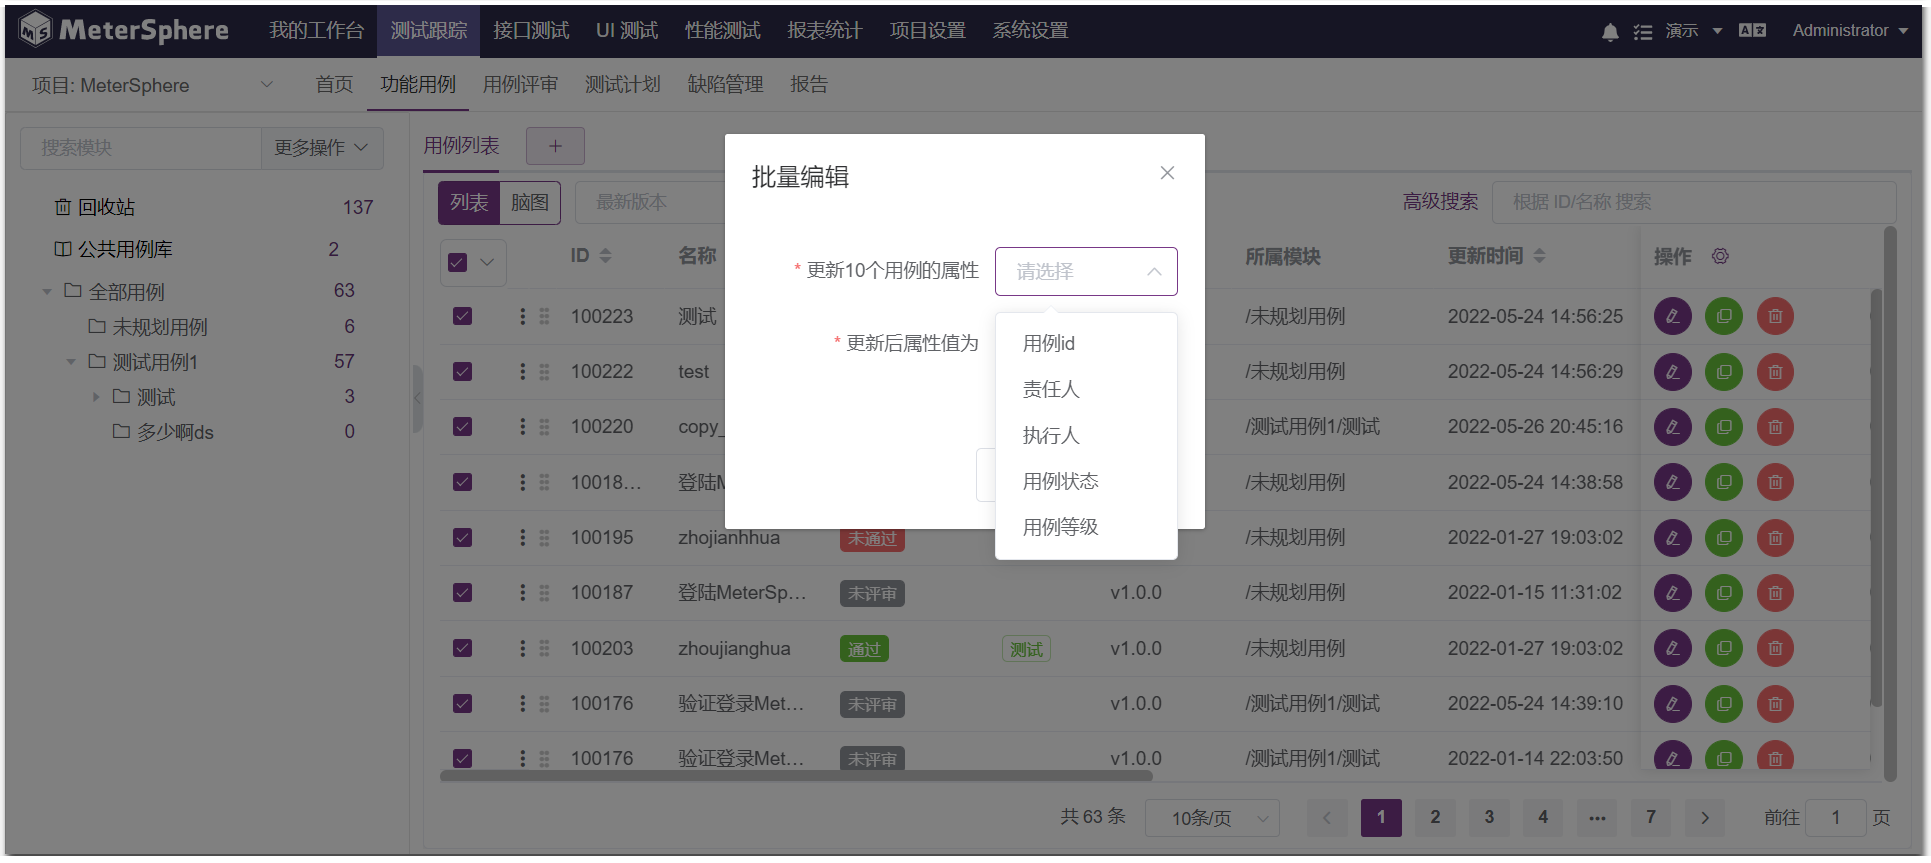 MeterSphere 我的工作台 测试跟踪 接口测试 UI 测试 性能测试 报表统计 项目设置 系统设置 演示 Administrator
项目: MeterSphere 首页 功能用例 用例评审 测试计划 缺陷管理 报告
搜索模块 更多操作
回收站 137
公共用例库 2
全部用例 63
未规划用例 6
测试用例1 57
测试 3
多少啊ds 0
用例列表 +
列表 脑图 最新版本 高级搜索 根据 ID/名称 搜索
ID 名称 所属模块 更新时间 操作
100223 测试 /未规划用例 2022-05-24 14:56:25
100222 test /未规划用例 2022-05-24 14:56:29
100220 copy_ /测试用例1/测试 2022-05-26 20:45:16
10018... 登陆M /未规划用例 2022-05-24 14:38:58
100195 zhojianhhua 未通过 /未规划用例 2022-01-27 19:03:02
100187 登陆MeterSp... 未评审 v1.0.0 /未规划用例 2022-01-15 11:31:02
100203 zhoujianghua 通过 测试 v1.0.0 /未规划用例 2022-01-27 19:03:02
100176 验证登录Met... 未评审 v1.0.0 /测试用例1/测试 2022-05-24 14:39:10
100176 验证登录Met... 未评审 v1.0.0 /测试用例1/测试 2022-01-14 22:03:50
共 63 条 10条/页 1 2 3 4 ... 7 前往 1 页
批量编辑
* 更新10个用例的属性 请选择
* 更新后属性值为
用例id
责任人
执行人
用例状态
用例等级